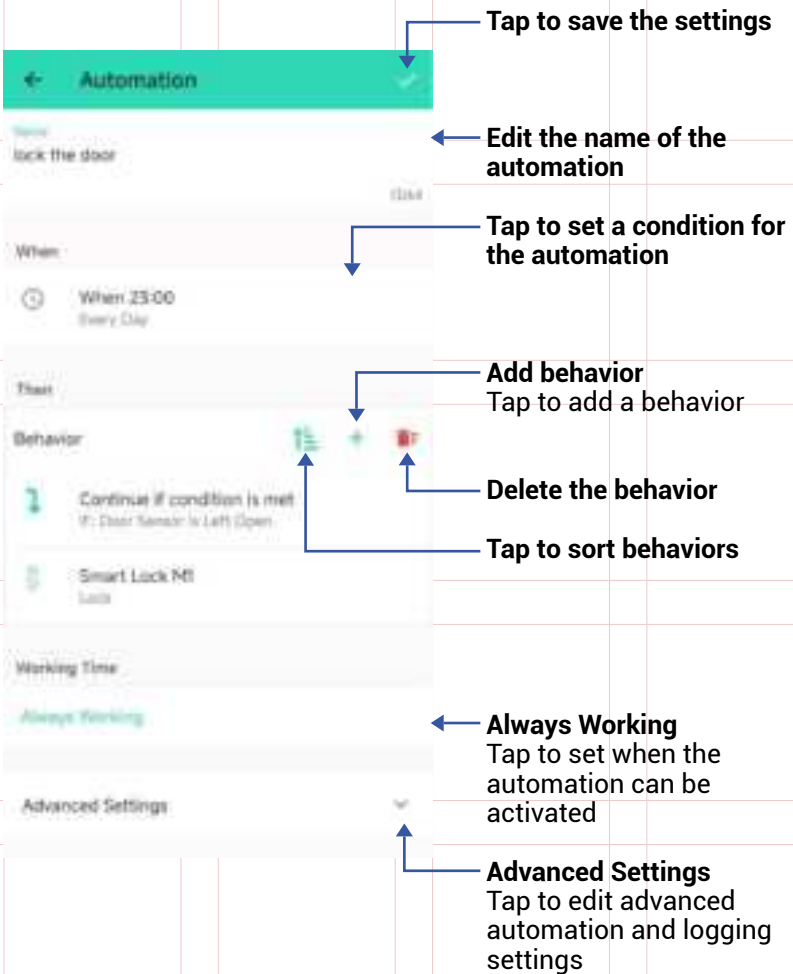 Tap to save the settings
Automation
Name
lock the door
Edit the name of the
automation
Tap to set a condition for
the automation
When
When 23:00
Every Day
Then
Add behavior
Tap to add a behavior
Behavior
Continue if condition is met
If: Door Sensor is Left Open
Delete the behavior
Tap to sort behaviors
Smart Lock M1
Lock
Working Time
Always Working
Always Working
Tap to set when the
automation can be
activated
Advanced Settings
Advanced Settings
Tap to edit advanced
automation and logging
settings